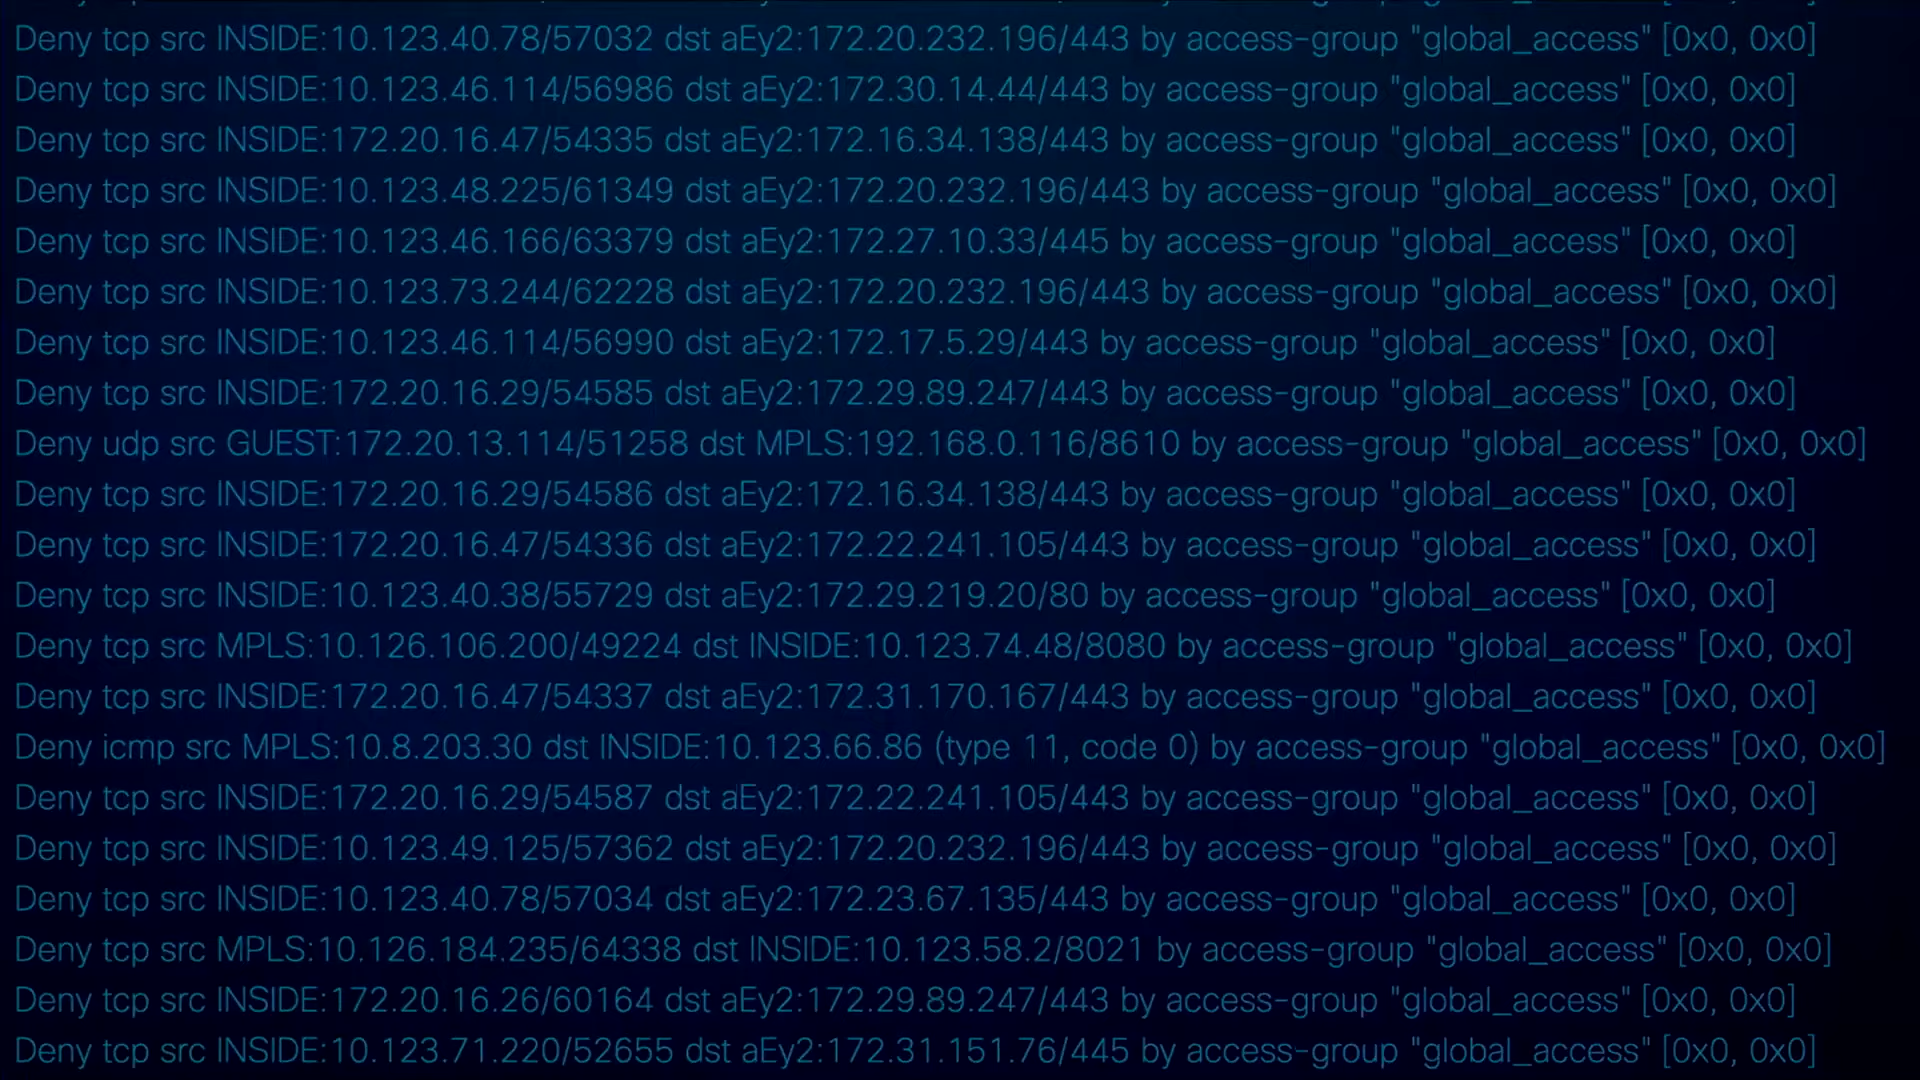 Deny tcp src INSIDE:10.123.40.78/57032 dst aEy2:172.20.232.196/443 by access-group "global_access" [0x0, 0x0]
Deny tcp src INSIDE:10.123.46.114/56986 dst aEy2:172.30.14.44/443 by access-group "global_access" [0x0, 0x0]
Deny tcp src INSIDE:172.20.16.47/54335 dst aEy2:172.16.34.138/443 by access-group "global_access" [0x0, 0x0]
Deny tcp src INSIDE:10.123.48.225/61349 dst aEy2:172.20.232.196/443 by access-group "global_access" [0x0, 0x0]
Deny tcp src INSIDE:10.123.46.166/63379 dst aEy2:172.27.10.33/445 by access-group "global_access" [0x0, 0x0]
Deny tcp src INSIDE:10.123.73.244/62228 dst aEy2:172.20.232.196/443 by access-group "global_access" [0x0, 0x0]
Deny tcp src INSIDE:10.123.46.114/56990 dst aEy2:172.17.5.29/443 by access-group "global_access" [0x0, 0x0]
Deny tcp src INSIDE:172.20.16.29/54585 dst aEy2:172.29.89.247/443 by access-group "global_access" [0x0, 0x0]
Deny udp src GUEST:172.20.13.114/51258 dst MPLS:192.168.0.116/8610 by access-group "global_access" [0x0, 0x0]
Deny tcp src INSIDE:172.20.16.29/54586 dst aEy2:172.16.34.138/443 by access-group "global_access" [0x0, 0x0]
Deny tcp src INSIDE:172.20.16.47/54336 dst aEy2:172.22.241.105/443 by access-group "global_access" [0x0, 0x0]
Deny tcp src INSIDE:10.123.40.38/55729 dst aEy2:172.29.219.20/80 by access-group "global_access" [0x0, 0x0]
Deny tcp src MPLS:10.126.106.200/49224 dst INSIDE:10.123.74.48/8080 by access-group "global_access" [0x0, 0x0]
Deny tcp src INSIDE:172.20.16.47/54337 dst aEy2:172.31.170.167/443 by access-group "global_access" [0x0, 0x0]
Deny icmp src MPLS:10.8.203.30 dst INSIDE:10.123.66.86 (type 11, code 0) by access-group "global_access" [0x0, 0x0]
Deny tcp src INSIDE:172.20.16.29/54587 dst aEy2:172.22.241.105/443 by access-group "global_access" [0x0, 0x0]
Deny tcp src INSIDE:10.123.49.125/57362 dst aEy2:172.20.232.196/443 by access-group "global_access" [0x0, 0x0]
Deny tcp src INSIDE:10.123.40.78/57034 dst aEy2:172.23.67.135/443 by access-group "global_access" [0x0, 0x0]
Deny tcp src MPLS:10.126.184.235/64338 dst INSIDE:10.123.58.2/8021 by access-group "global_access" [0x0, 0x0]
Deny tcp src INSIDE:172.20.16.26/60164 dst aEy2:172.29.89.247/443 by access-group "global_access" [0x0, 0x0]
Deny tcp src INSIDE:10.123.71.220/52655 dst aEy2:172.31.151.76/445 by access-group "global_access" [0x0, 0x0]